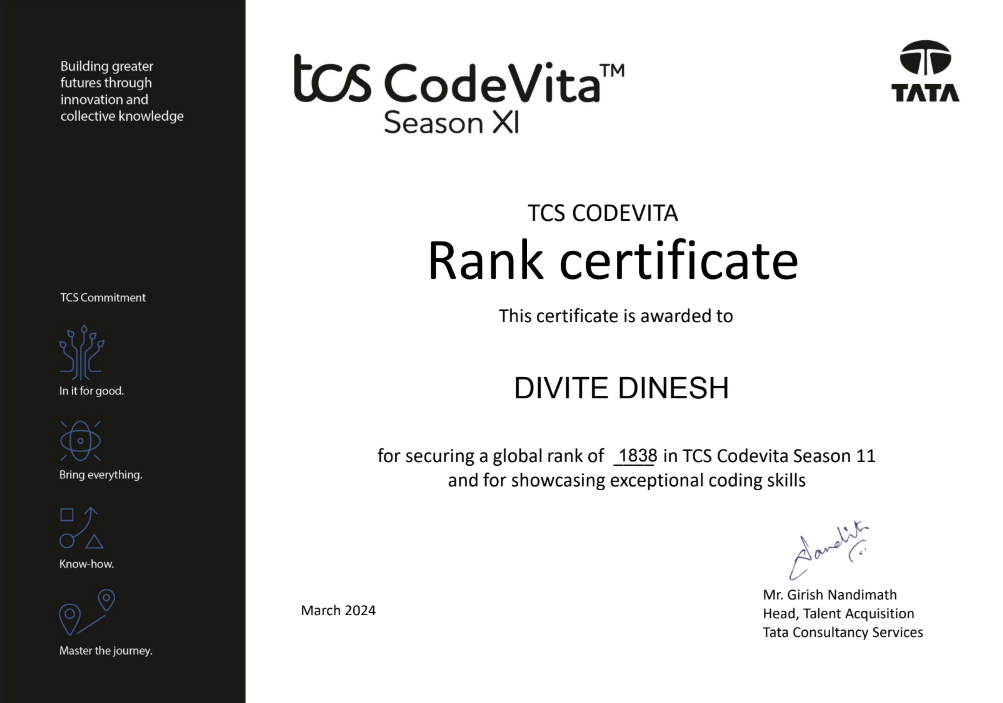 Building greater
futures through
innovation and
collective knowledge
TCS Commitment
In it for good.
Bring everything.
Know-how.
Master the journey.
tcs CodeVita™
Season XI
TATA
TCS CODEVITA
Rank certificate
This certificate is awarded to
DIVITE DINESH
for securing a global rank of 1838 in TCS Codevita Season 11
and for showcasing exceptional coding skills
March 2024
Mr. Girish Nandimath
Head, Talent Acquisition
Tata Consultancy Services